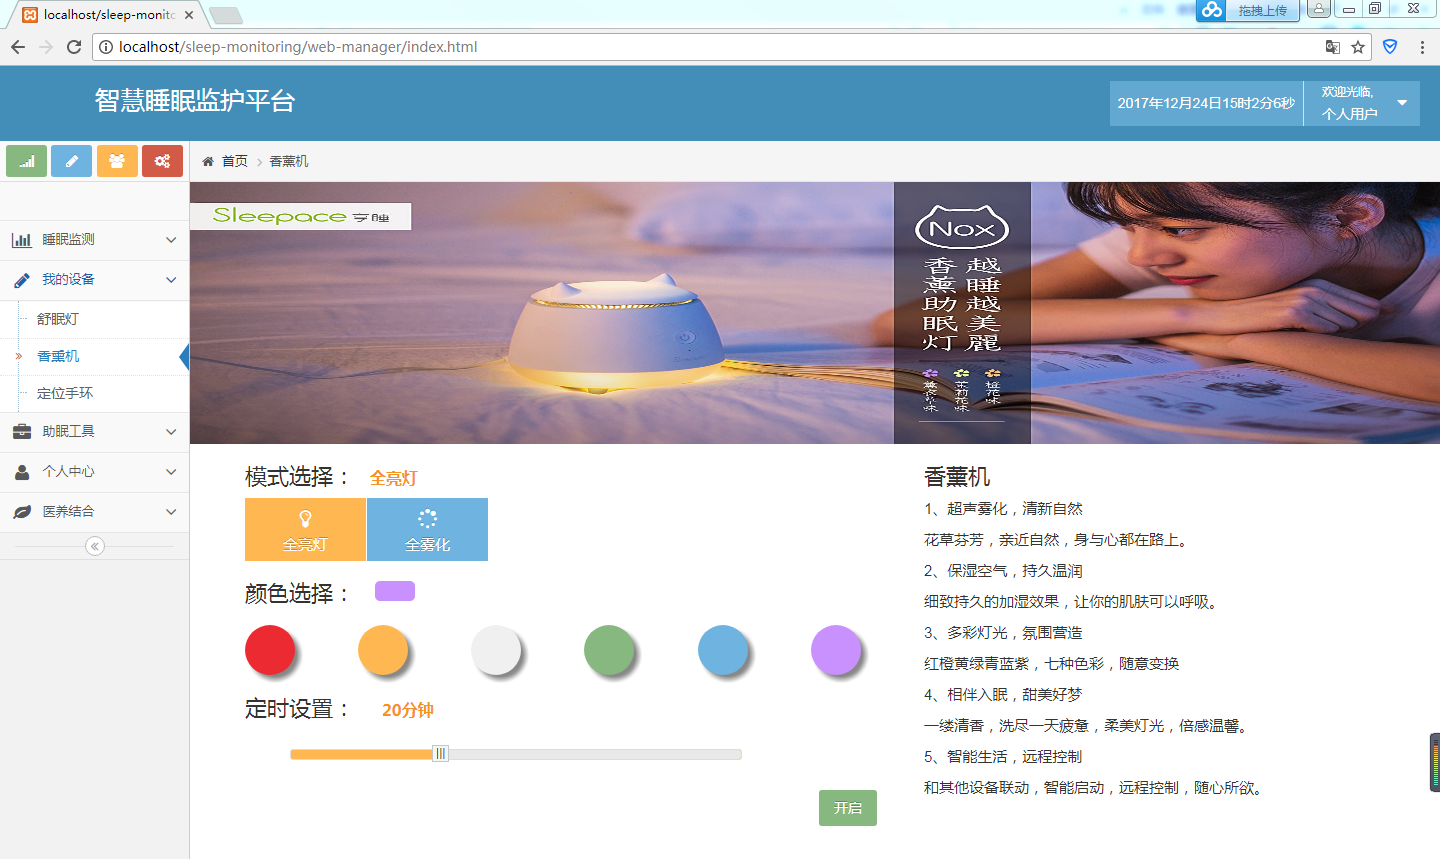 localhost/sleep-monito
拖拽上传
localhost/sleep-monitoring/web-manager/index.html
智慧睡眠监护平台
2017年12月24日15时2分6秒
欢迎光临,
个人用户
首页
香薰机
睡眠监测
我的设备
舒眠灯
香薰机
定位手环
助眠工具
个人中心
医养结合
Sleepace 享睡
Nox
越睡越美麗
香薰助眠灯
薰衣草味
茉莉花味
橙花味
模式选择：
全亮灯
全亮灯
全雾化
颜色选择：
定时设置：
20分钟
开启
香薰机
1、超声雾化，清新自然
花草芬芳，亲近自然，身与心都在路上。
2、保湿空气，持久温润
细致持久的加湿效果，让你的肌肤可以呼吸。
3、多彩灯光，氛围营造
红橙黄绿青蓝紫，七种色彩，随意变换
4、相伴入眠，甜美好梦
一缕清香，洗尽一天疲惫，柔美灯光，倍感温馨。
5、智能生活，远程控制
和其他设备联动，智能启动，远程控制，随心所欲。